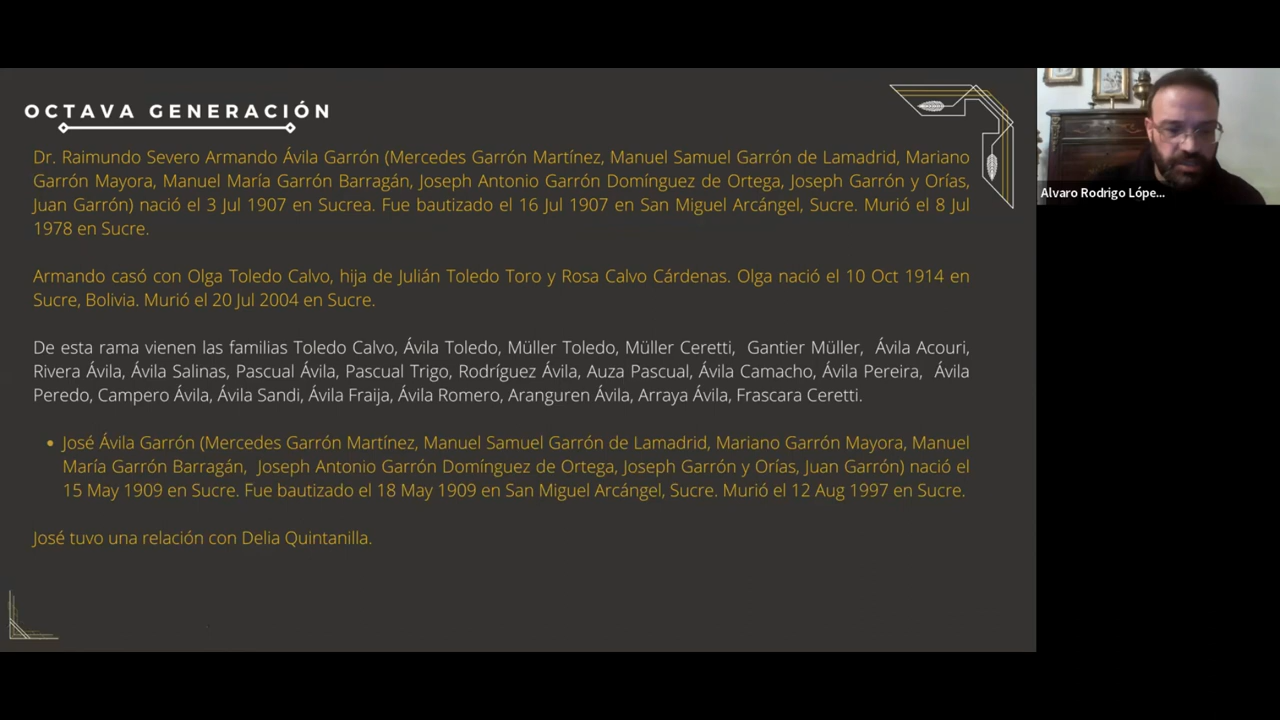 OCTAVA GENERACIÓN
Dr. Raimundo Severo Armando Ávila Garrón (Mercedes Garrón Martínez, Manuel Samuel Garrón de Lamadrid, Mariano
Garrón Mayora, Manuel María Garrón Barragán, Joseph Antonio Garrón Domínguez de Ortega, Joseph Garrón y Orías,
Juan Garrón) nació el 3 Jul 1907 en Sucrea. Fue bautizado el 16 Jul 1907 en San Miguel Arcángel, Sucre. Murió el 8 Jul
1978 en Sucre.
Armando casó con Olga Toledo Calvo, hija de Julián Toledo Toro y Rosa Calvo Cárdenas. Olga nació el 10 Oct 1914 en
Sucre, Bolivia. Murió el 20 Jul 2004 en Sucre.
De esta rama vienen las familias Toledo Calvo, Ávila Toledo, Müller Toledo, Müller Ceretti, Gantier Müller, Ávila Acouri,
Rivera Ávila, Ávila Salinas, Pascual Ávila, Pascual Trigo, Rodríguez Ávila, Auza Pascual, Ávila Camacho, Ávila Pereira, Ávila
Peredo, Campero Ávila, Ávila Sandi, Ávila Fraija, Ávila Romero, Aranguren Ávila, Arraya Ávila, Frascara Ceretti.
• José Ávila Garrón (Mercedes Garrón Martínez, Manuel Samuel Garrón de Lamadrid, Mariano Garrón Mayora, Manuel
María Garrón Barragán, Joseph Antonio Garrón Domínguez de Ortega, Joseph Garrón y Orías, Juan Garrón) nació el
15 May 1909 en Sucre. Fue bautizado el 18 May 1909 en San Miguel Arcángel, Sucre. Murió el 12 Aug 1997 en Sucre.
José tuvo una relación con Delia Quintanilla.
Alvaro Rodrigo Lópe...